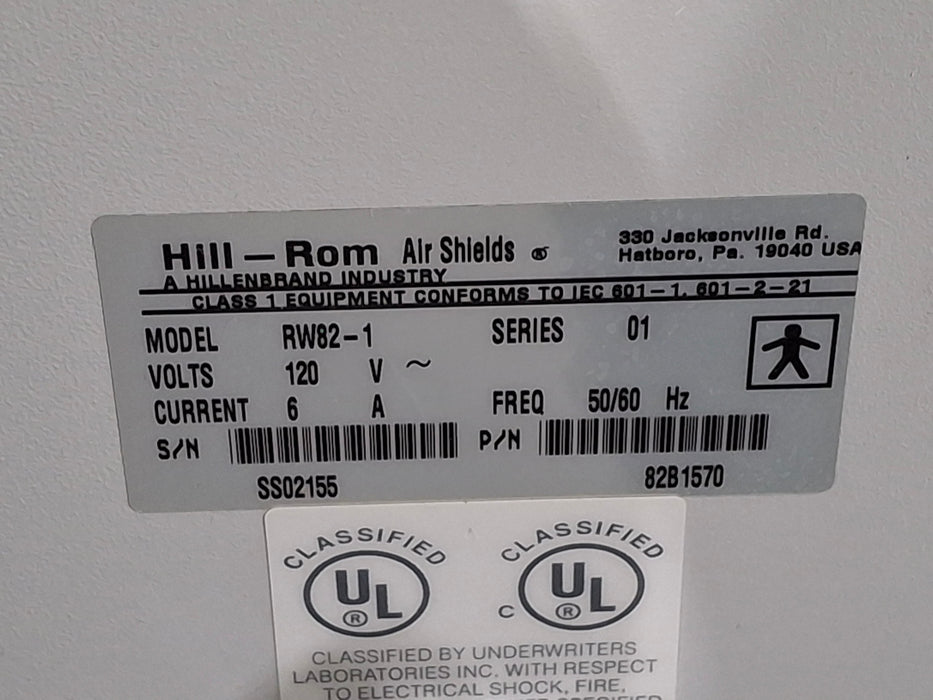 Hill-Rom Air Shields ® 330 Jacksonville Rd.
A HILLENBRAND INDUSTRY Hatboro, Pa. 19040 USA
CLASS 1 EQUIPMENT CONFORMS TO IEC 601-1, 601-2-21
MODEL RW82-1 SERIES 01
VOLTS 120 V ~
CURRENT 6 A FREQ 50/60 Hz
S/N P/N
SS02155 82B1570
CLASSIFIED CLASSIFIED
UL ® C UL ®
CLASSIFIED BY UNDERWRITERS
LABORATORIES INC. WITH RESPECT
TO ELECTRICAL SHOCK, FIRE,
SPECIFIED